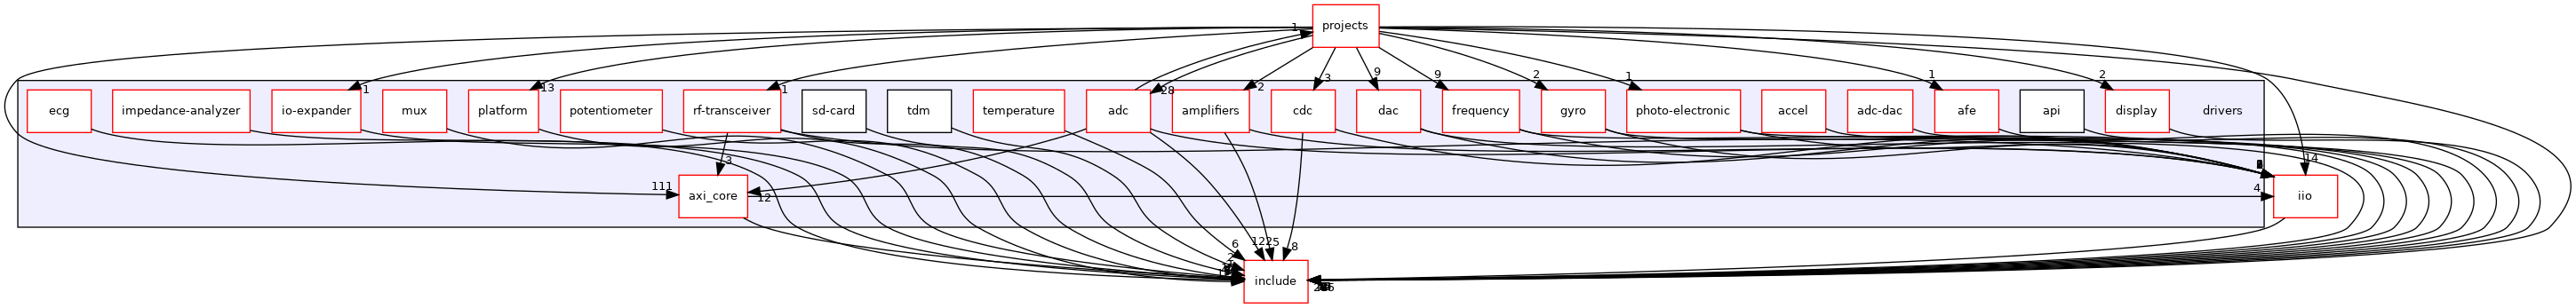 projects
1
1
13
1
28
2
3
9
9
2
1
1
2
ecg
impedance-analyzer
io-expander
mux
platform
potentiometer
rf-transceiver
sd-card
tdm
temperature
adc
amplifiers
cdc
dac
frequency
gyro
photo-electronic
accel
adc-dac
afe
api
display
drivers
3
14
111
axi_core
12
4
iio
6
25
8
2
include